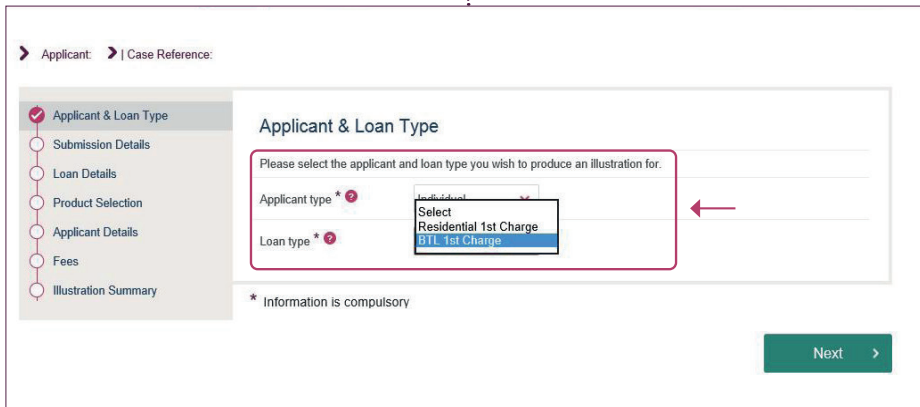 Applicant: | Case Reference:
Applicant & Loan Type
Submission Details
Loan Details
Product Selection
Applicant Details
Fees
Illustration Summary
Applicant & Loan Type
Please select the applicant and loan type you wish to produce an illustration for.
Applicant type * ? Individual
Select
Residential 1st Charge
BTL 1st Charge
Loan type * ?
* Information is compulsory
Next